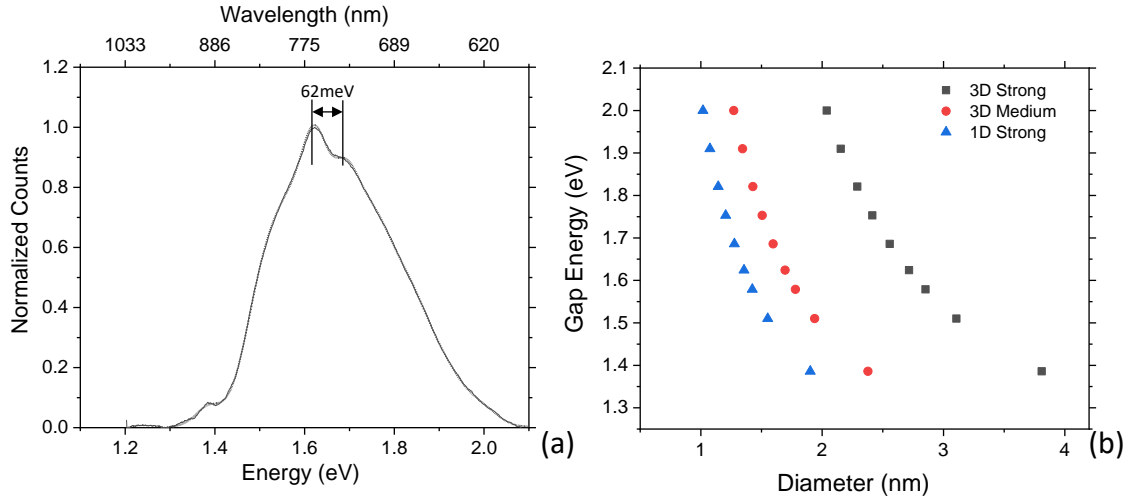 Wavelength (nm)
1033 886 775 689 620
1.2
1.0
0.8
0.6
0.4
0.2
0.0
Normalized Counts
62meV
1.2 1.4 1.6 1.8 2.0
Energy (eV)
(a)
2.1
2.0
1.9
1.8
1.7
1.6
1.5
1.4
1.3
Gap Energy (eV)
3D Strong
3D Medium
1D Strong
1 2 3 4
Diameter (nm)
(b)